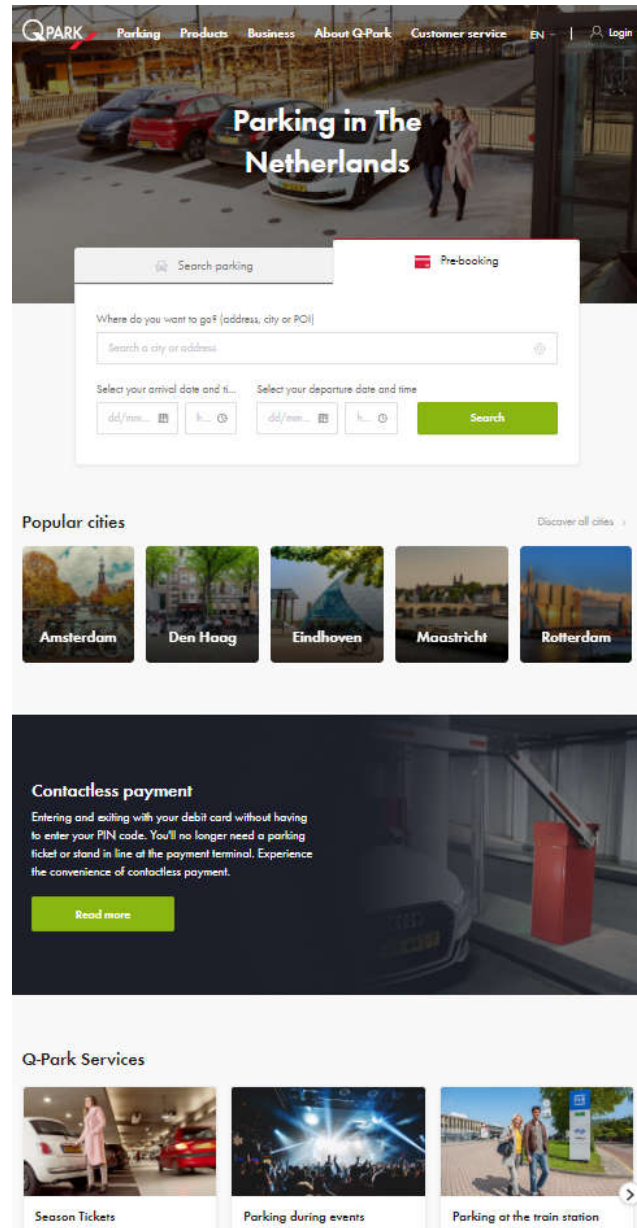 QPARK Parking Products Business About Q-Park Customer service EN | Login
Parking in The
Netherlands
Search parking
Pre-booking
Where do you want to go? (address, city or POI)
Search a city or address
Select your arrival date and ti... Select your departure date and time
dd/mm... h... dd/mm... h... Search
Popular cities
Discover all cities
Amsterdam Den Haag Eindhoven Maastricht Rotterdam
Contactless payment
Entering and exiting with your debit card without having
to enter your PIN code. You'll no longer need a parking
ticket or stand in line at the payment terminal. Experience
the convenience of contactless payment.
Read more
Q-Park Services
Season Tickets Parking during events Parking at the train station